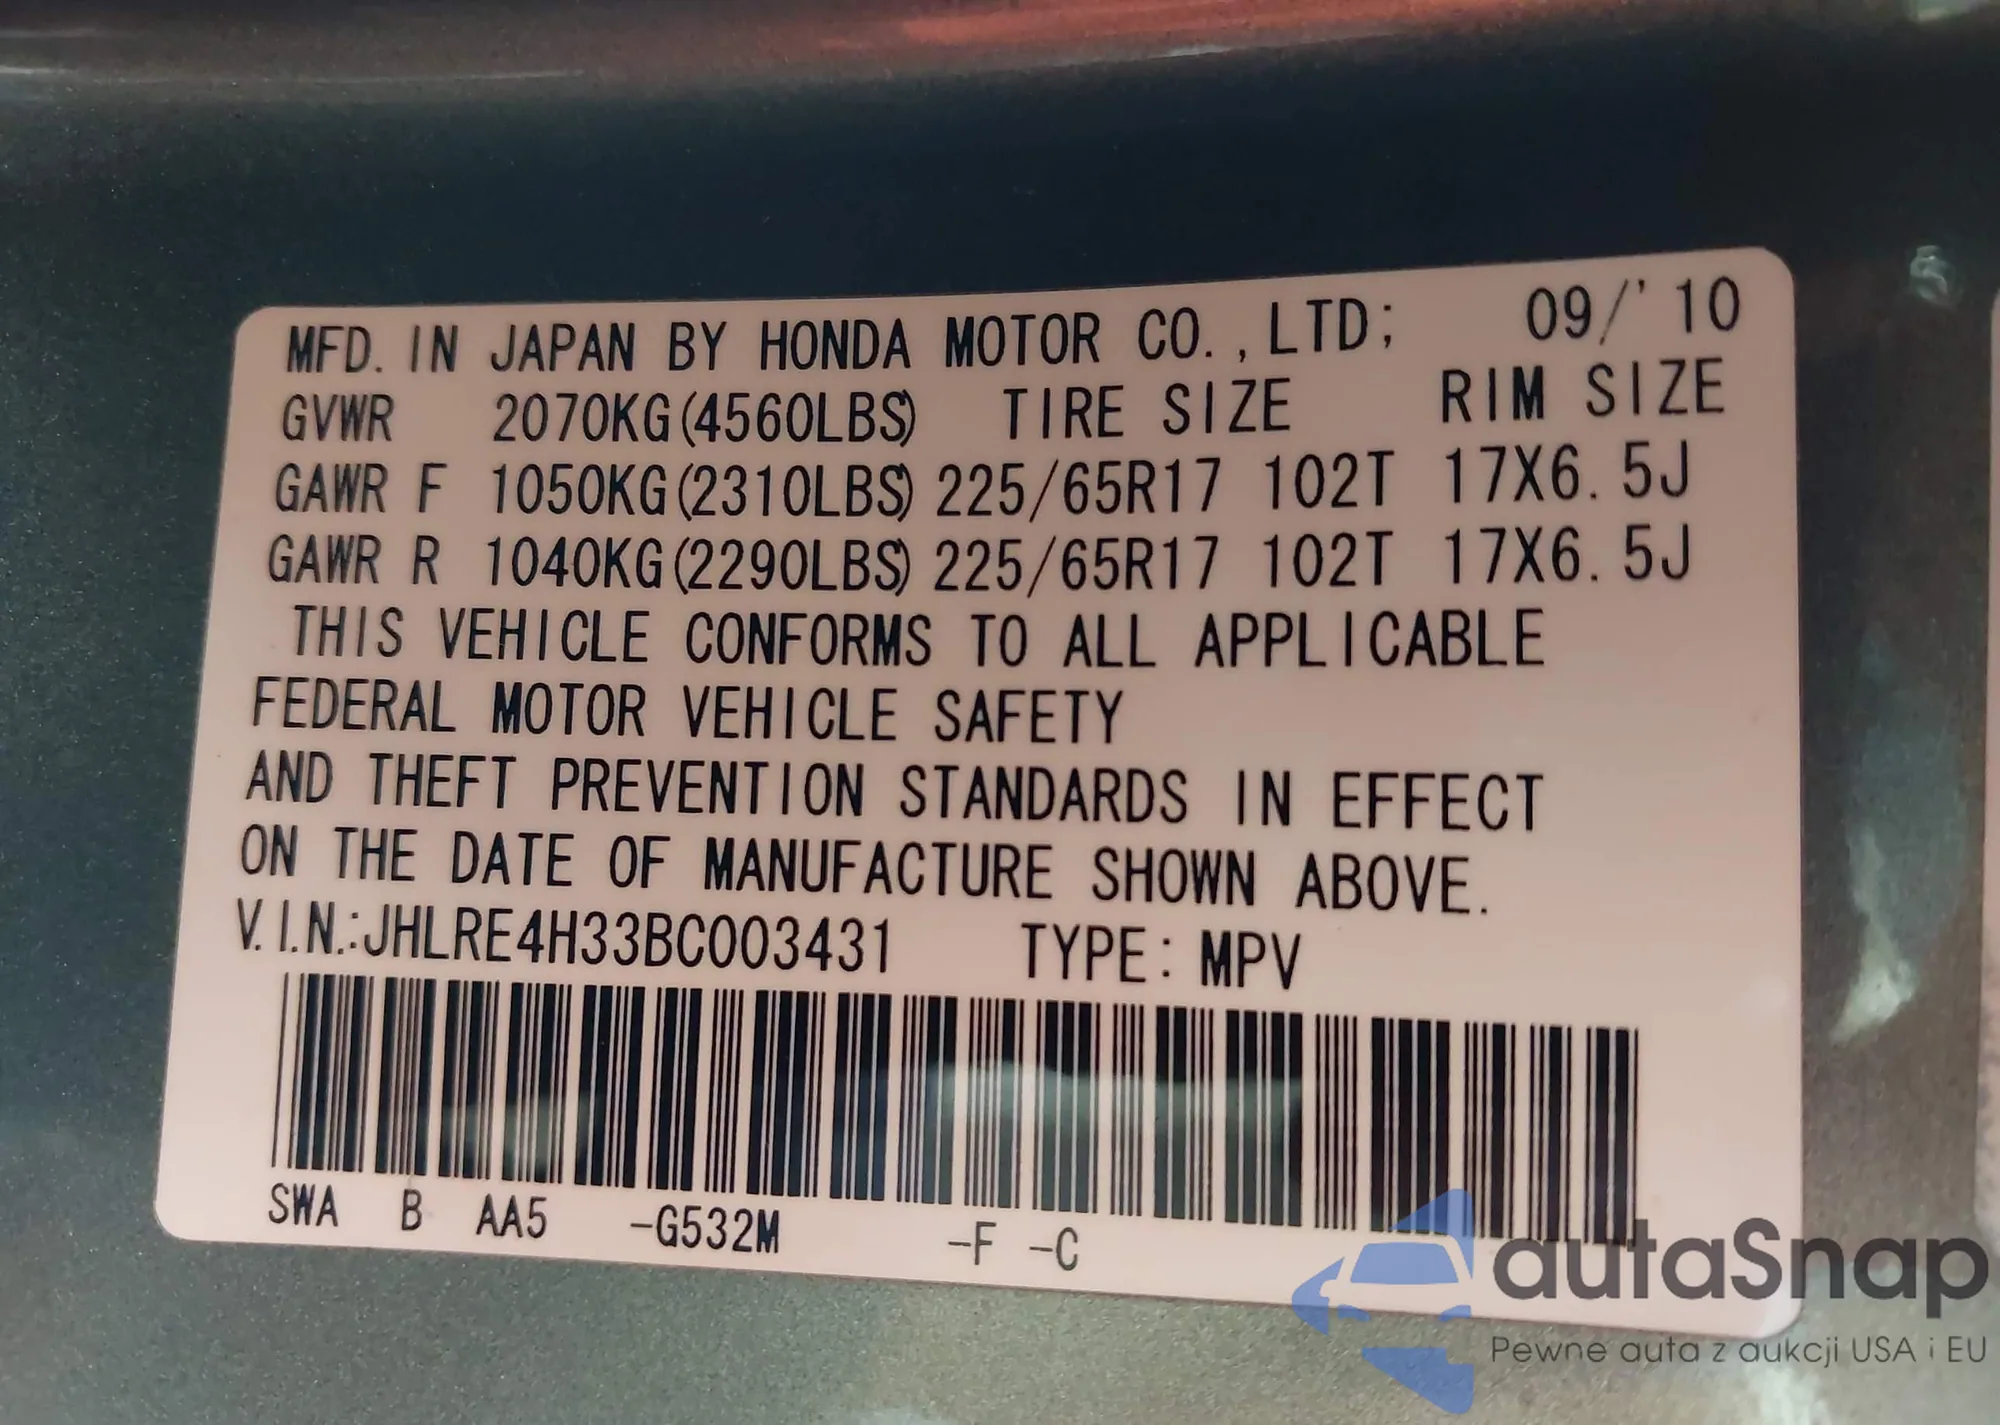 MFD. IN JAPAN BY HONDA MOTOR CO.,LTD; 09/'10
GVWR 2070KG(4560LBS) TIRE SIZE RIM SIZE
GAWR F 1050KG(2310LBS) 225/65R17 102T 17X6.5J
GAWR R 1040KG(2290LBS) 225/65R17 102T 17X6.5J
THIS VEHICLE CONFORMS TO ALL APPLICABLE
FEDERAL MOTOR VEHICLE SAFETY
AND THEFT PREVENTION STANDARDS IN EFFECT
ON THE DATE OF MANUFACTURE SHOWN ABOVE.
V.I.N.:JHLRE4H33BC003431 TYPE: MPV
SWA B AA5 -G532M -F -C
autaSnap
Pewne auta z aukcji USA i EU